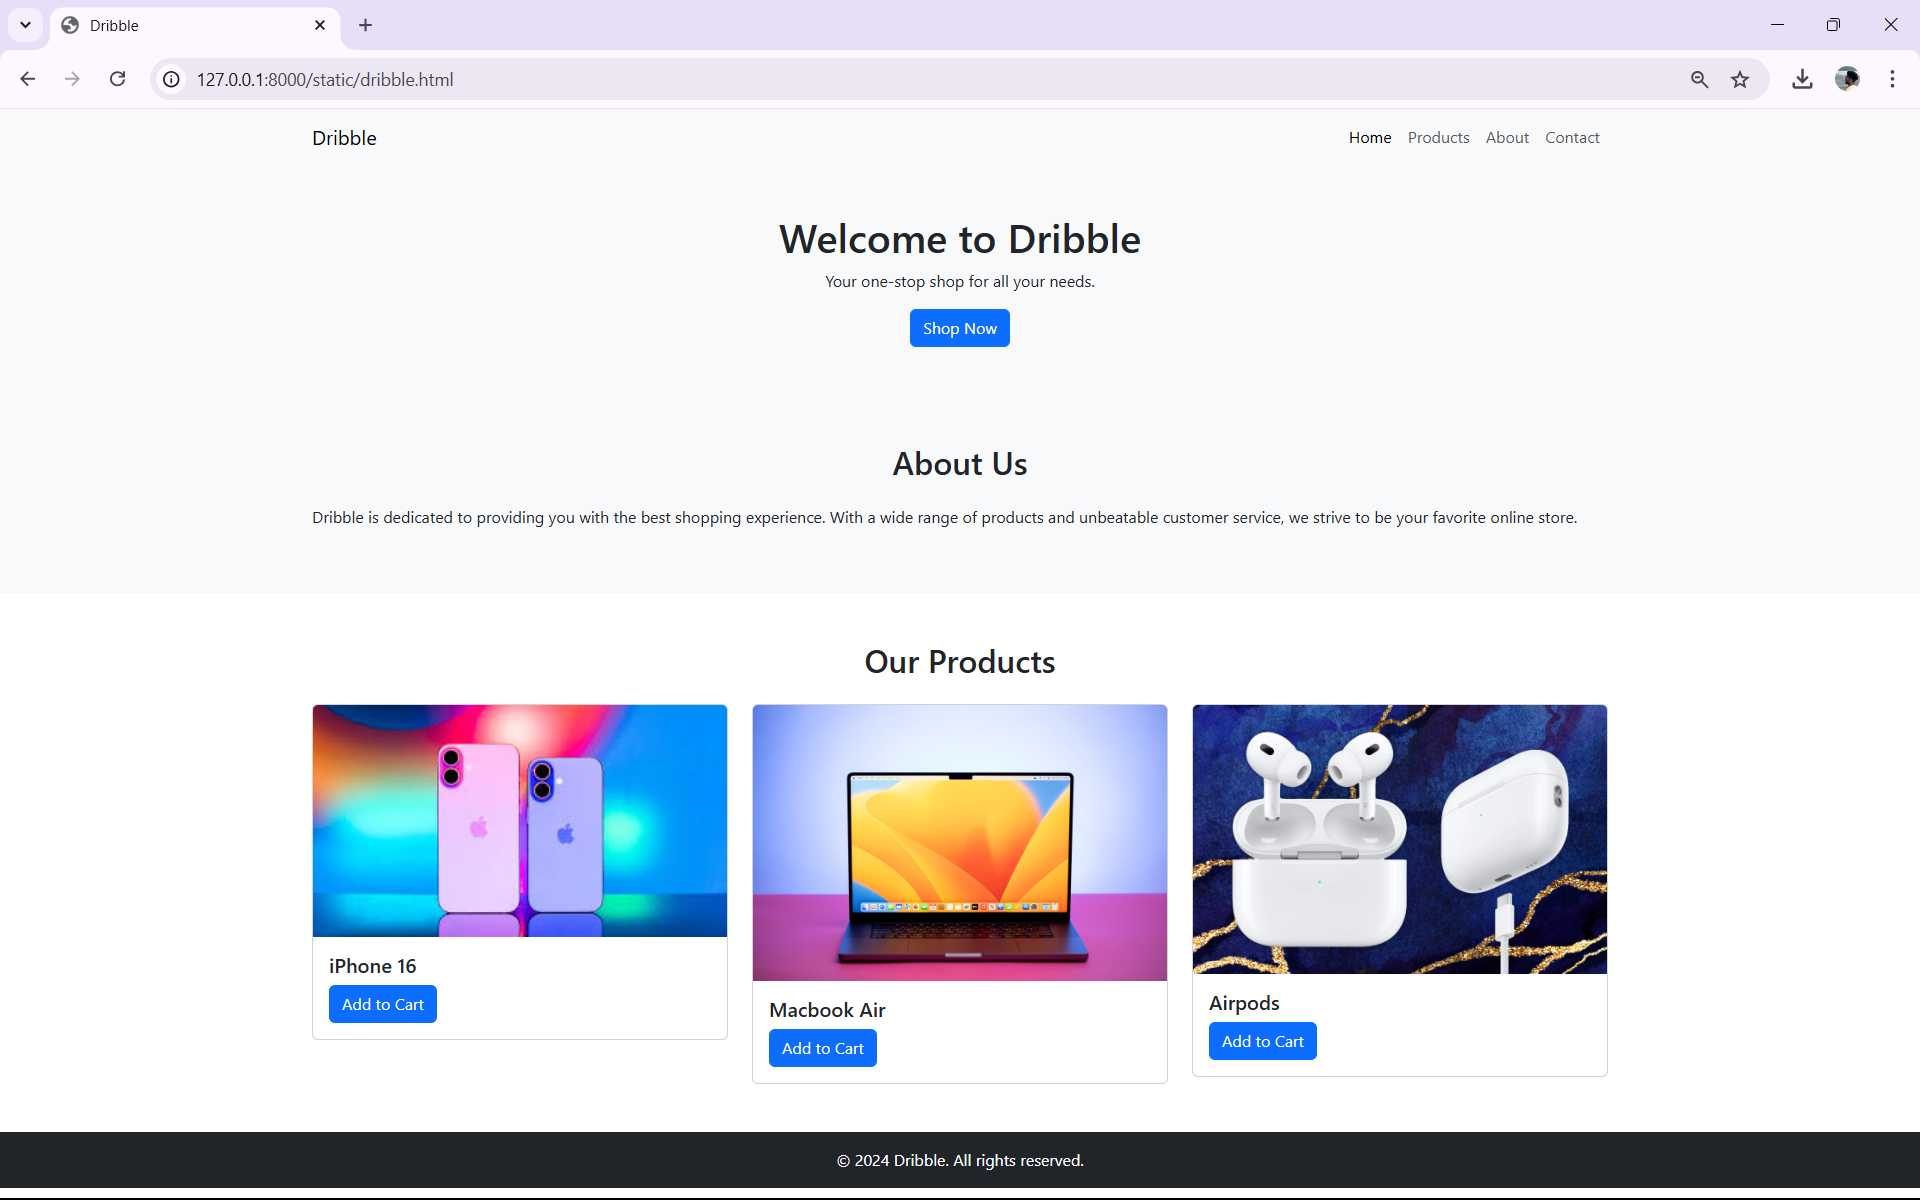 Dribble
127.0.0.1:8000/static/dribble.html
Dribble
Home Products About Contact
Welcome to Dribble
Your one-stop shop for all your needs.
Shop Now
About Us
Dribble is dedicated to providing you with the best shopping experience. With a wide range of products and unbeatable customer service, we strive to be your favorite online store.
Our Products
iPhone 16
Add to Cart
Macbook Air
Add to Cart
Airpods
Add to Cart
© 2024 Dribble. All rights reserved.